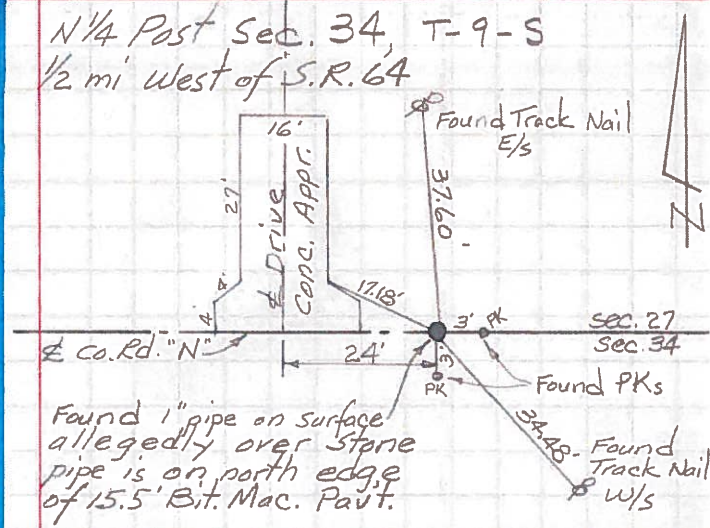 N 1/4 Post Sec. 34, T-9-S
1/2 mi West of S.R. 64
16'
27'
4'
4'
℄ Drive
Conc. Appr.
Found Track Nail
E/s
37.60'
N
17.18'
3'
PK
Sec. 27
Sec. 34
℄ Co. Rd. "N"
24'
3'
PK
Found PKs
Found 1" pipe on surface
allegedly over stone
pipe is on north edge
of 15.5' Bit. Mac. Pavt.
34.48
Found
Track Nail
W/s